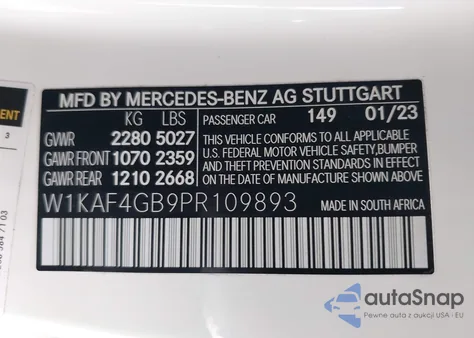 MFD BY MERCEDES-BENZ AG STUTTGART
KG LBS
PASSENGER CAR 149 01/23
GVWR 2280 5027
GAWR FRONT 1070 2359
GAWR REAR 1210 2668
THIS VEHICLE CONFORMS TO ALL APPLICABLE
U.S. FEDERAL MOTOR VEHICLE SAFETY,BUMPER
AND THEFT PREVENTION STANDARDS IN EFFECT
ON THE DATE OF MANUFACTURE SHOWN ABOVE.
W1KAF4GB9PR109893
MADE IN SOUTH AFRICA
3
autoSnap
Pewne auta z aukcji USA i EU